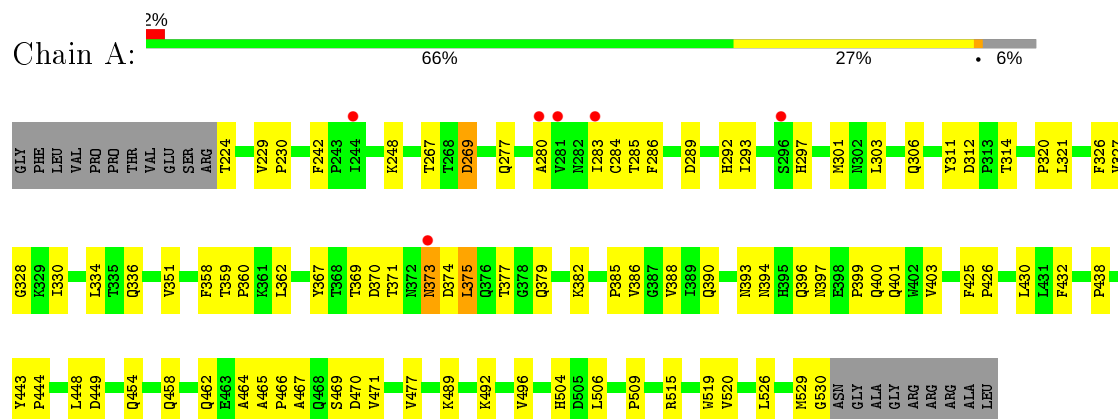 2%
Chain A:
66% 27% • 6%
GLY PHE LEU VAL PRO PRO THR VAL GLU SER ARG T224 V229 P230 F242 P243 I244 K248 T267 T268 D269 Q277 A280 V281 N282 I283 C284 T285 F286 D289 H292 I293 S296 H297 M301 N302 L303 Q306 Y311 D312 P313 T314 P320 L321 F326 V327
G328 K329 I330 L334 T335 Q336 V351 F358 T359 P360 K361 L362 Y367 T368 T369 D370 T371 N372 N373 D374 L375 Q376 T377 G378 Q379 K382 P385 V386 G387 V388 I389 Q390 N393 N394 H395 Q396 N397 E398 P399 Q400 Q401 W402 V403 F425 P426 L430 L431 F432 P438
Y443 P444 L448 D449 Q454 Q458 Q462 E463 A464 A465 P466 A467 Q468 S469 D470 V471 V477 K489 K492 V496 H504 D505 L506 P509 R515 W519 V520 L526 M529 G530 ASN GLY ALA GLY ARG ARG ARG ALA LEU